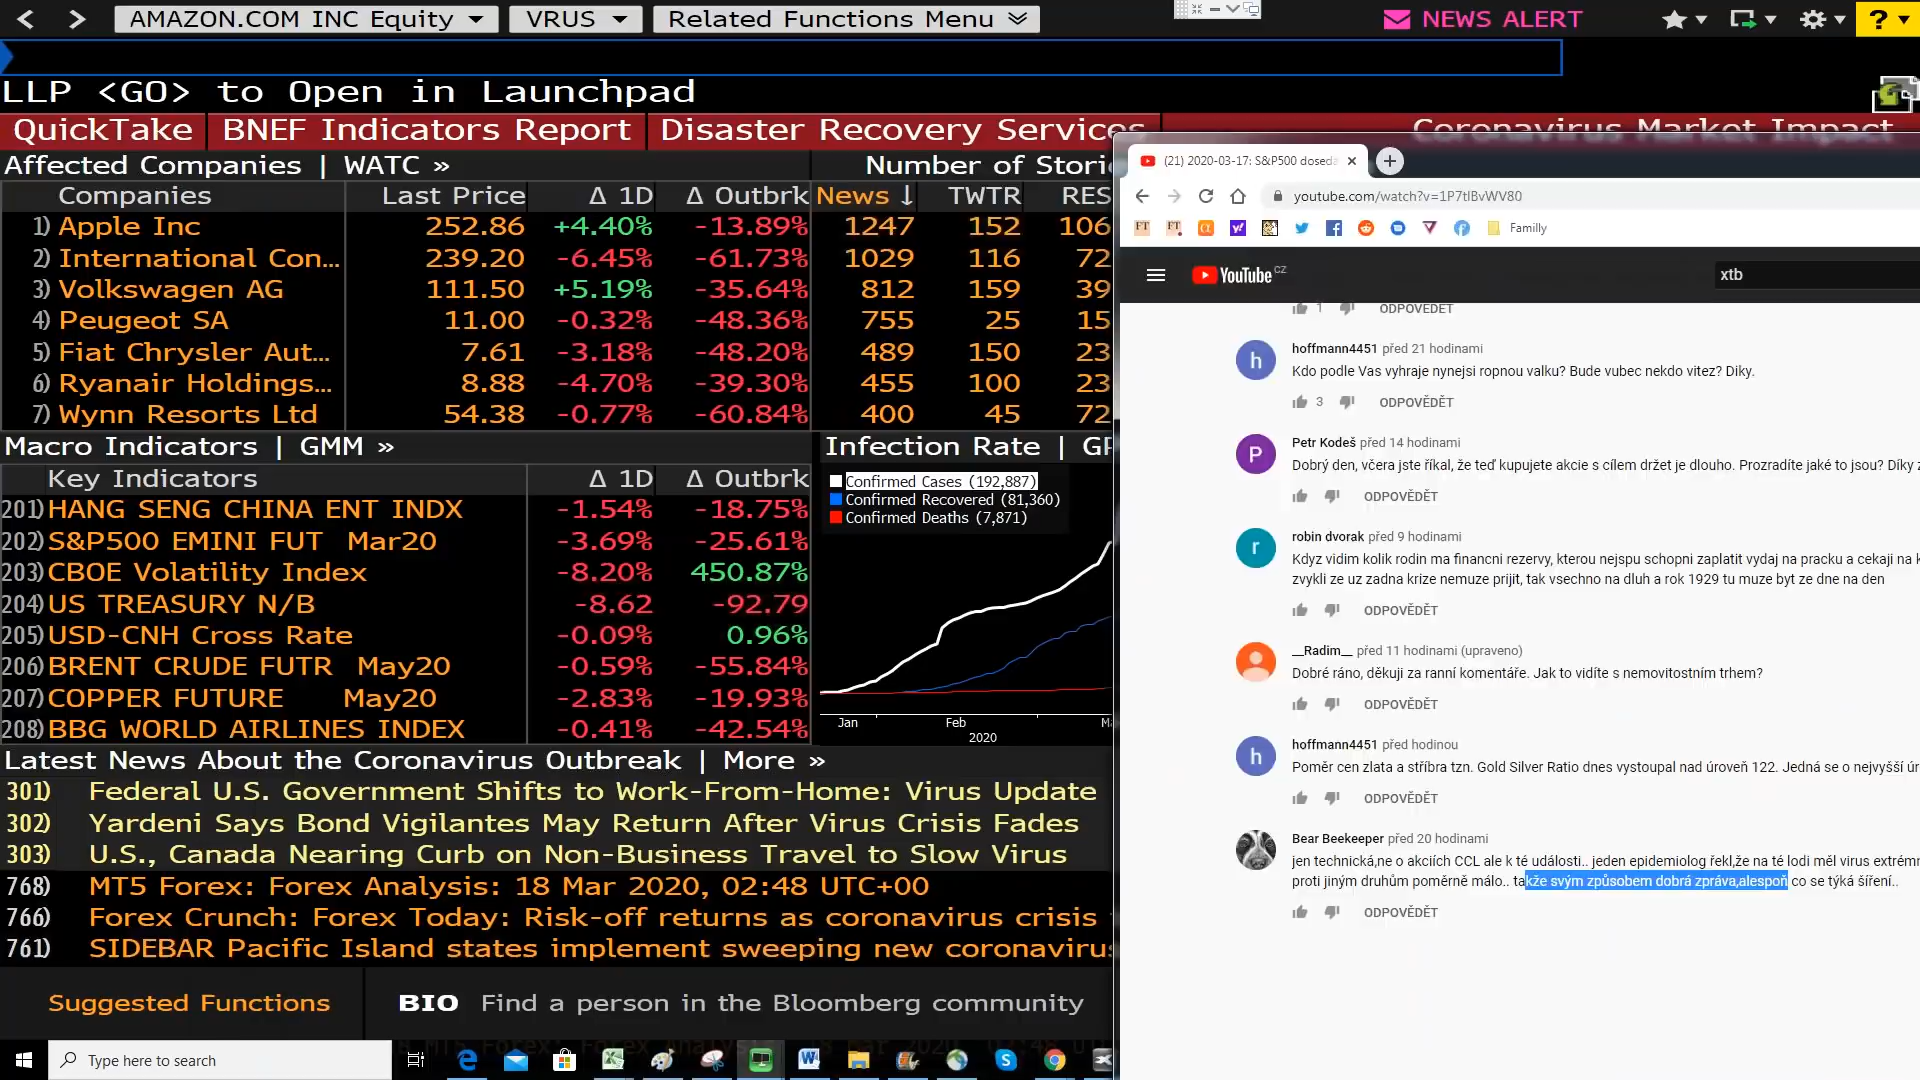 AMAZON.COM INC Equity
VRUS
Related Functions Menu
NEWS ALERT
?
LLP <GO> to Open in Launchpad
QuickTake
BNEF Indicators Report
Disaster Recovery Services
Coronavirus Market Impact
Affected Companies | WATC »
Companies Last Price Δ 1D Δ Outbrk News ↓ TWTR RES
1) Apple Inc 252.86 +4.40% -13.89% 1247 152 106
2) International Con... 239.20 -6.45% -61.73% 1029 116 72
3) Volkswagen AG 111.50 +5.19% -35.64% 812 159 39
4) Peugeot SA 11.00 -0.32% -48.36% 755 25 15
5) Fiat Chrysler Aut... 7.61 -3.18% -48.20% 489 150 23
6) Ryanair Holdings... 8.88 -4.70% -39.30% 455 100 23
7) Wynn Resorts Ltd 54.38 -0.77% -60.84% 400 45 72
Macro Indicators | GMM »
Key Indicators Δ 1D Δ Outbrk
201) HANG SENG CHINA ENT INDX -1.54% -18.75%
202) S&P500 EMINI FUT Mar20 -3.69% -25.61%
203) CBOE Volatility Index -8.20% 450.87%
204) US TREASURY N/B -8.62 -92.79
205) USD-CNH Cross Rate -0.09% 0.96%
206) BRENT CRUDE FUTR May20 -0.59% -55.84%
207) COPPER FUTURE May20 -2.83% -19.93%
208) BBG WORLD AIRLINES INDEX -0.41% -42.54%
Number of
Infection Rate |
Confirmed Cases (192,887)
Confirmed Recovered (81,360)
Confirmed Deaths (7,871)
Jan Feb
2020
Latest News About the Coronavirus Outbreak | More »
301) Federal U.S. Government Shifts to Work-From-Home: Virus Update
302) Yardeni Says Bond Vigilantes May Return After Virus Crisis Fades
303) U.S., Canada Nearing Curb on Non-Business Travel to Slow Virus
768) MT5 Forex: Forex Analysis: 18 Mar 2020, 02:48 UTC+00
766) Forex Crunch: Forex Today: Risk-off returns as coronavirus crisis
761) SIDEBAR Pacific Island states implement sweeping new coronavirus
Suggested Functions
BIO Find a person in the Bloomberg community
Type here to search
(21) 2020-03-17: S&P500 doseda
youtube.com/watch?v=1P7tlBvWV80
FT FT Familly
YouTube CZ
xtb
1 ODPOVĚDĚT
hoffmann4451 před 21 hodinami
Kdo podle Vas vyhraje nynejsi ropnou valku? Bude vubec nekdo vitez? Diky.
3 ODPOVĚDĚT
P
Petr Kodeš před 14 hodinami
Dobrý den, včera jste říkal, že teď kupujete akcie s cílem držet je dlouho. Prozradíte jaké to jsou? Díky
ODPOVĚDĚT
r
robin dvorak před 9 hodinami
Kdyz vidim kolik rodin ma financni rezervy, kterou nejspu schopni zaplatit vydaj na pracku a cekaji na
zvykli ze uz zadna krize nemuze prijit, tak vsechno na dluh a rok 1929 tu muze byt ze dne na den
ODPOVĚDĚT
__Radim__ před 11 hodinami (upraveno)
Dobré ráno, děkuji za ranní komentáře. Jak to vidíte s nemovitostním trhem?
ODPOVĚDĚT
h
hoffmann4451 před hodinou
Poměr cen zlata a stříbra tzn. Gold Silver Ratio dnes vystoupal nad úroveň 122. Jedná se o nejvyšší
ODPOVĚDĚT
Bear Beekeeper před 20 hodinami
jen technická,ne o akciích CCL ale k té události.. jeden epidemiolog řekl,že na té lodi měl virus
proti jiným druhům poměrně málo.. takže svým způsobem dobrá zpráva,alespoň co se týká šíření..
ODPOVĚDĚT